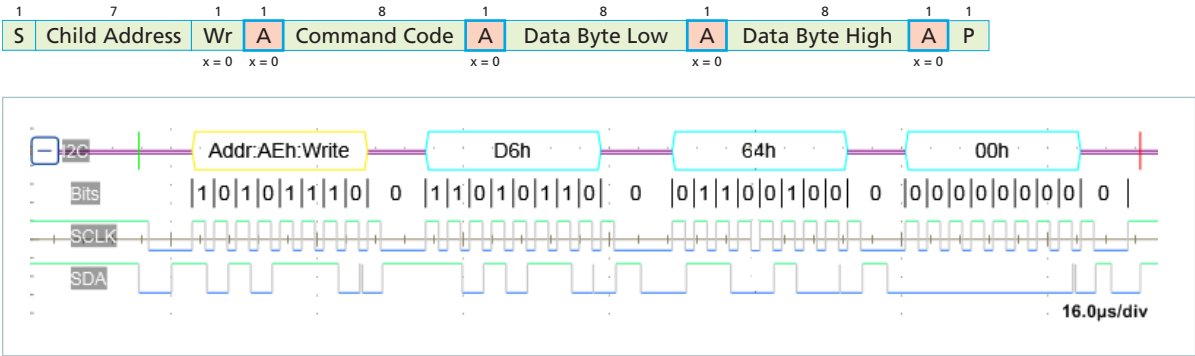 1 7 1 1 8 1 8 1 8 1 1
S Child Address Wr A Command Code A Data Byte Low A Data Byte High A P
x = 0 x = 0 x = 0 x = 0 x = 0
I2C Addr:AEh:Write D6h 64h 00h
Bits 1 0 1 0 1 1 1 0 0 1 1 0 1 0 1 1 0 0 0 1 1 0 0 1 0 0 0 0 0 0 0 0 0 0 0 0 0
SCLK
SDA
16.0µs/div